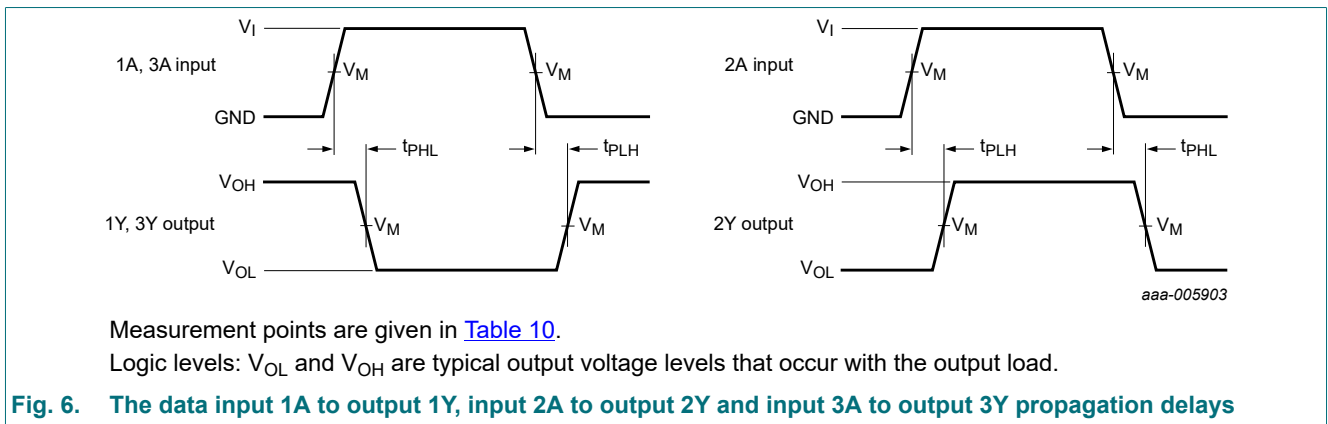 V_I
1A, 3A input
V_M
V_M
GND
t_PHL
t_PLH
V_OH
1Y, 3Y output
V_M
V_M
V_OL
V_I
2A input
V_M
V_M
GND
t_PLH
t_PHL
V_OH
2Y output
V_M
V_M
V_OL
aaa-005903
Measurement points are given in Table 10.
Logic levels: V_OL and V_OH are typical output voltage levels that occur with the output load.
Fig. 6. The data input 1A to output 1Y, input 2A to output 2Y and input 3A to output 3Y propagation delays